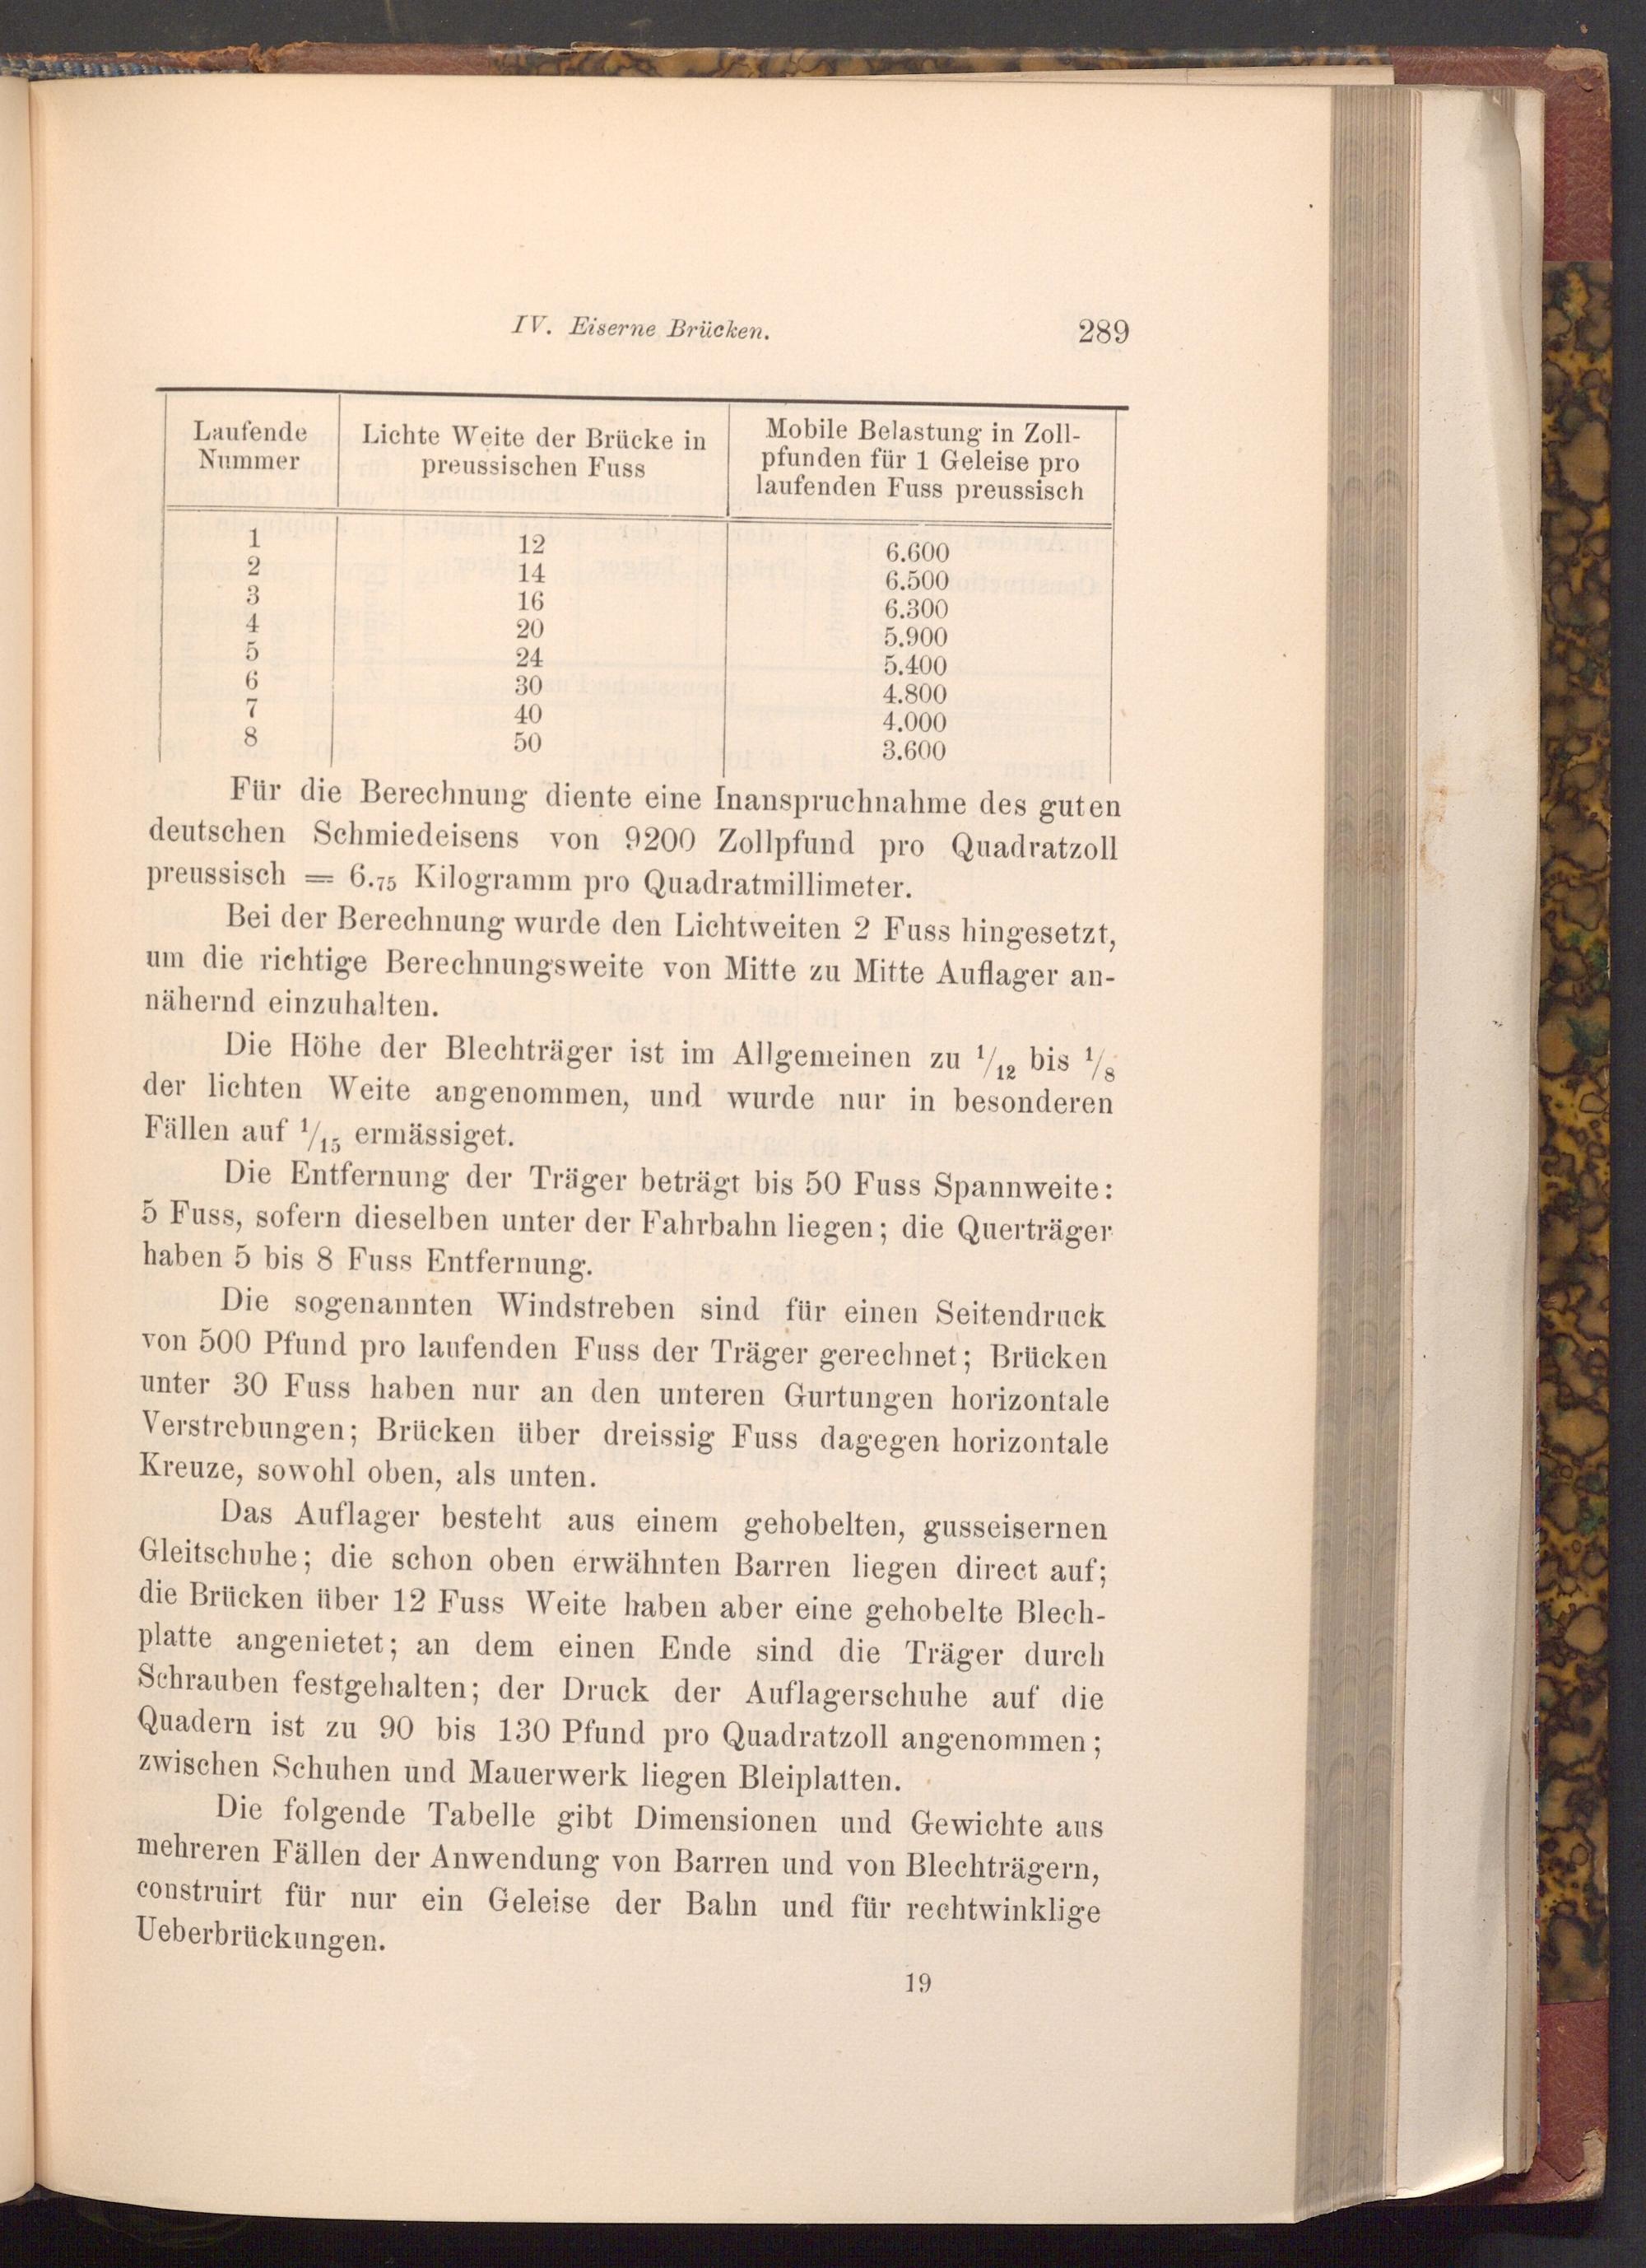 IV. Eiserne Brücken. 289
Laufende Nummer | Lichte Weite der Brücke in preussischen Fuss | Mobile Belastung in Zoll-pfunden für 1 Geleise pro laufenden Fuss preussisch
1 12 6.600
2 14 6.500
3 16 6.300
4 20 5.900
5 24 5.400
6 30 4.800
7 40 4.000
8 50 3.600
Für die Berechnung diente eine Inanspruchnahme des guten
deutschen Schmiedeisens von 9200 Zollpfund pro Quadratzoll
preussisch = 6.75 Kilogramm pro Quadratmillimeter.
Bei der Berechnung wurde den Lichtweiten 2 Fuss hingesetzt,
um die richtige Berechnungsweite von Mitte zu Mitte Auflager an-
nähernd einzuhalten.
Die Höhe der Blechträger ist im Allgemeinen zu 1/12 bis 1/8
der lichten Weite angenommen, und wurde nur in besonderen
Fällen auf 1/15 ermässiget.
Die Entfernung der Träger beträgt bis 50 Fuss Spannweite:
5 Fuss, sofern dieselben unter der Fahrbahn liegen; die Querträger
haben 5 bis 8 Fuss Entfernung.
Die sogenannten Windstreben sind für einen Seitendruck
von 500 Pfund pro laufenden Fuss der Träger gerechnet; Brücken
unter 30 Fuss haben nur an den unteren Gurtungen horizontale
Verstrebungen; Brücken über dreissig Fuss dagegen horizontale
Kreuze, sowohl oben, als unten.
Das Auflager besteht aus einem gehobelten, gusseisernen
Gleitschuhe; die schon oben erwähnten Barren liegen direct auf;
die Brücken über 12 Fuss Weite haben aber eine gehobelte Blech-
platte angenietet; an dem einen Ende sind die Träger durch
Schrauben festgehalten; der Druck der Auflagerschuhe auf die
Quadern ist zu 90 bis 130 Pfund pro Quadratzoll angenommen;
zwischen Schuhen und Mauerwerk liegen Bleiplatten.
Die folgende Tabelle gibt Dimensionen und Gewichte aus
mehreren Fällen der Anwendung von Barren und von Blechträgern,
construirt für nur ein Geleise der Bahn und für rechtwinklige
Ueberbrückungen.
19